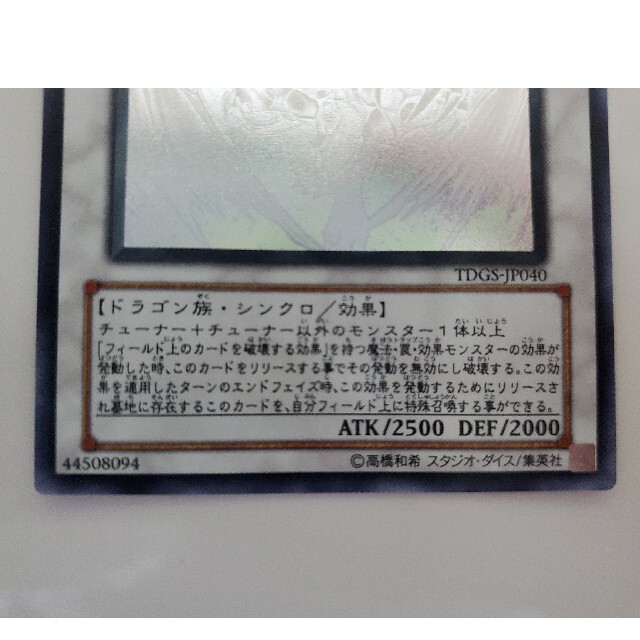 TDGS-JP040
【ドラゴン族・シンクロ/効果】
チューナー+チューナー以外のモンスター1体以上
「フィールド上のカードを破壊する効果」を持つ魔法・罠・効果モンスターの効果が
発動した時、このカードをリリースする事でその発動を無効にし破壊する。この効
果を適用したターンのエンドフェイズ時、この効果を発動するためにリリースさ
れ墓地に存在するこのカードを、自分フィールド上に特殊召喚する事ができる。
ATK/2500 DEF/2000
44508094 ©高橋和希 スタジオ・ダイス/集英社